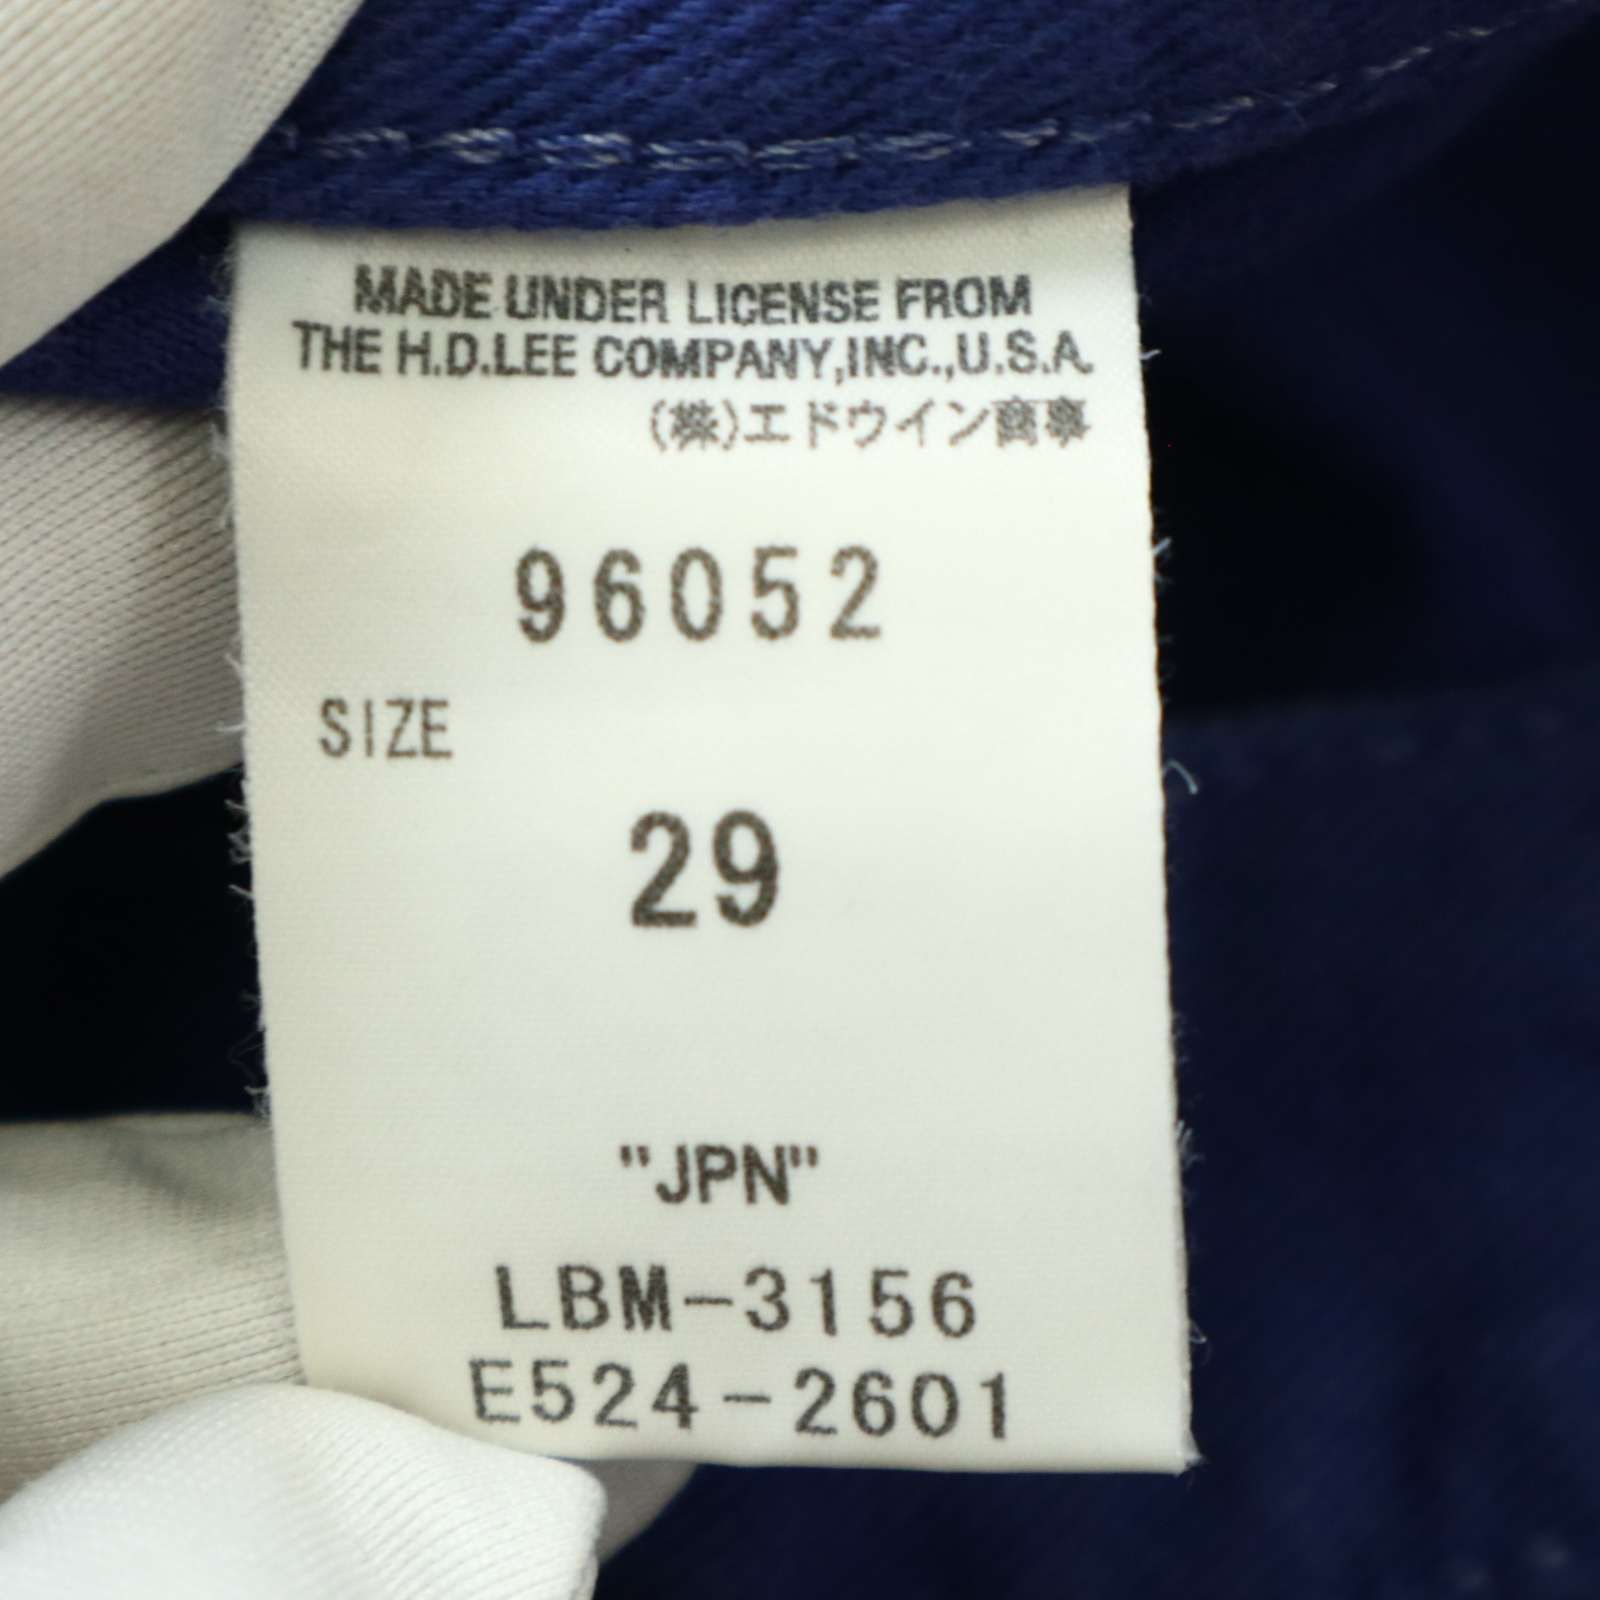 MADE UNDER LICENSE FROM
THE H.D.LEE COMPANY,INC.,U.S.A.
(株)エドウイン商事
96052
SIZE
29
"JPN"
LBM-3156
E524-2601